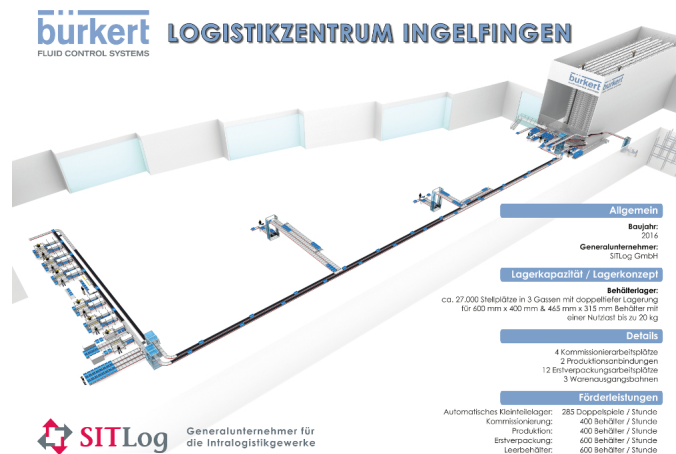 bürkert
FLUID CONTROL SYSTEMS
LOGISTIKZENTRUM INGELFINGEN
bürkert
bürkert
Allgemein
Baujahr:
2016
Generalunternehmer:
SITLog GmbH
Lagerkapazität / Lagerkonzept
Behälterlager:
ca. 27.000 Stellplätze in 3 Gassen mit doppeltiefer Lagerung
für 600 mm x 400 mm & 465 mm x 315 mm Behälter mit
einer Nutzlast bis zu 20 kg
Details
4 Kommissionierarbeitsplätze
2 Produktionsanbindungen
12 Erstverpackungsarbeitsplätze
3 Warenausgangsbahnen
Förderleistungen
Automatisches Kleinteilelager: 285 Doppelspiele / Stunde
Kommissionierung: 400 Behälter / Stunde
Produktion: 400 Behälter / Stunde
Erstverpackung: 600 Behälter / Stunde
Leerbehälter: 600 Behälter / Stunde
SITLog
Generalunternehmer für
die Intralogistikgewerke